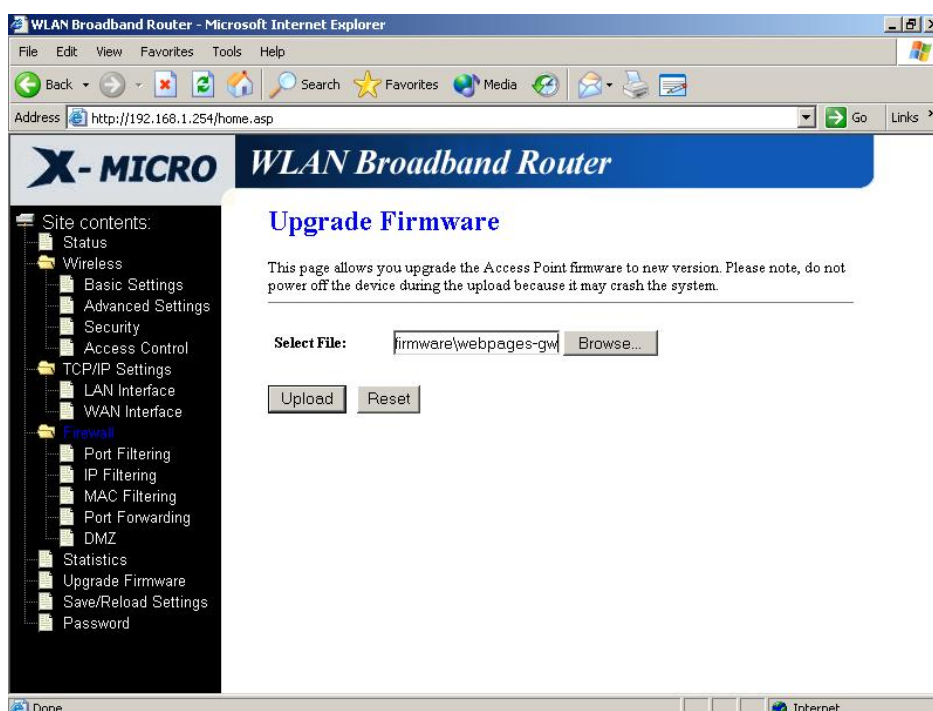 WLAN Broadband Router - Microsoft Internet Explorer
File Edit View Favorites Tools Help
Back Search Favorites Media
Address http://192.168.1.254/home.asp Go Links
X-MICRO WLAN Broadband Router
Site contents:
Status
Wireless
Basic Settings
Advanced Settings
Security
Access Control
TCP/IP Settings
LAN Interface
WAN Interface
Firewall
Port Filtering
IP Filtering
MAC Filtering
Port Forwarding
DMZ
Statistics
Upgrade Firmware
Save/Reload Settings
Password
Upgrade Firmware
This page allows you upgrade the Access Point firmware to new version. Please note, do not
power off the device during the upload because it may crash the system.
Select File: firmware\webpages-gw Browse...
Upload Reset
Done Internet